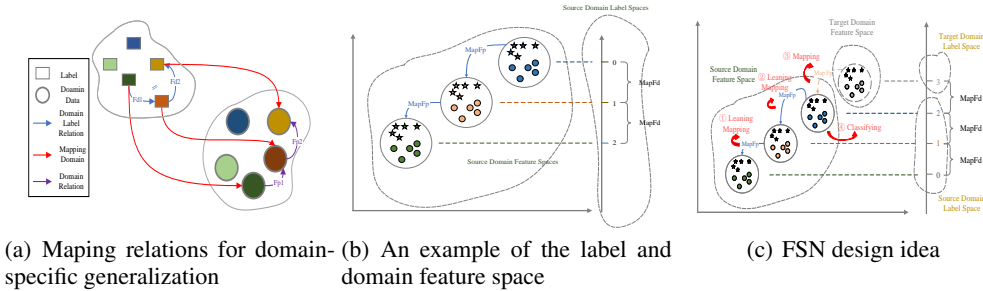 Label
Doamin
Data
Domain
Label
Relation
Mapping
Domain
Domain
Relation
Fd1
Fd2
Fp1
Fp2
(a) Maping relations for domain-specific generalization
Source Domain Label Spaces
MapFp
MapFp
0
1
2
MapFd
MapFd
Source Domain Feature Spaces
(b) An example of the label and
domain feature space
Target Domain
Feature Space
Target Domain
Label Space
Source Domain
Feature Space
③ Mapping
② Leaning
Mapping
① Leaning
Mapping
④ Classifying
MapFp
MapFp
MapFp
3
2
1
0
MapFd
MapFd
MapFd
Source Domain
Label Space
(c) FSN design idea